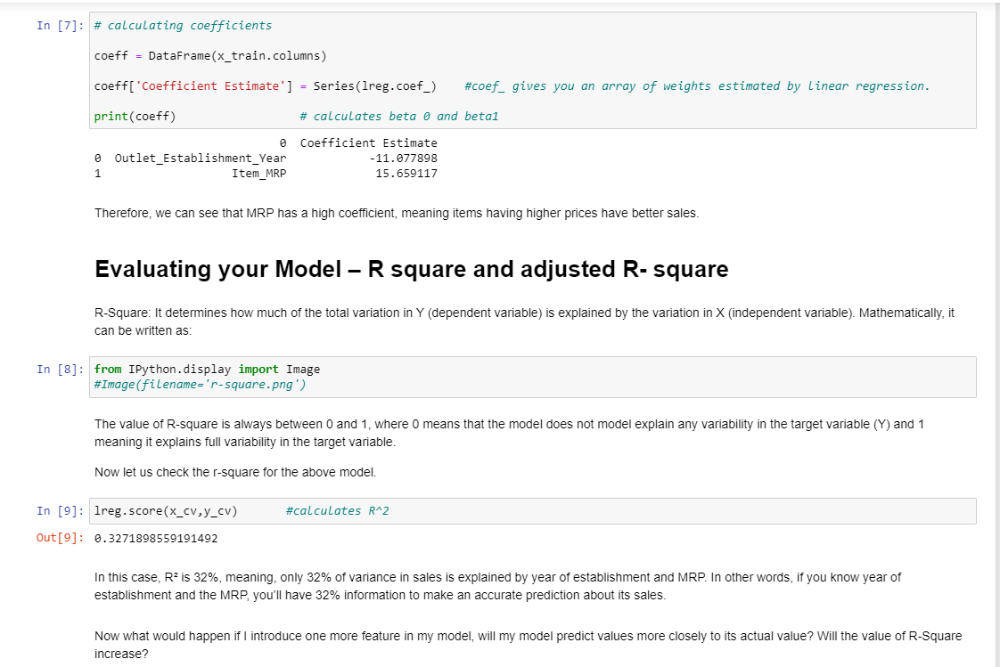 In [7]: # calculating coefficients
coeff = DataFrame(x_train.columns)
coeff['Coefficient Estimate'] = Series(lreg.coef_)    #coef_ gives you an array of weights estimated by linear regression.
print(coeff)                  # calculates beta 0 and beta1
0  Coefficient Estimate
0  Outlet_Establishment_Year            -11.077898
1                   Item_MRP             15.659117
Therefore, we can see that MRP has a high coefficient, meaning items having higher prices have better sales.
Evaluating your Model – R square and adjusted R- square
R-Square: It determines how much of the total variation in Y (dependent variable) is explained by the variation in X (independent variable). Mathematically, it
can be written as:
In [8]: from IPython.display import Image
#Image(filename='r-square.png')
The value of R-square is always between 0 and 1, where 0 means that the model does not model explain any variability in the target variable (Y) and 1
meaning it explains full variability in the target variable.
Now let us check the r-square for the above model.
In [9]: lreg.score(x_cv,y_cv)       #calculates R^2
Out[9]: 0.3271898559191492
In this case, R² is 32%, meaning, only 32% of variance in sales is explained by year of establishment and MRP. In other words, if you know year of
establishment and the MRP, you’ll have 32% information to make an accurate prediction about its sales.
Now what would happen if I introduce one more feature in my model, will my model predict values more closely to its actual value? Will the value of R-Square
increase?